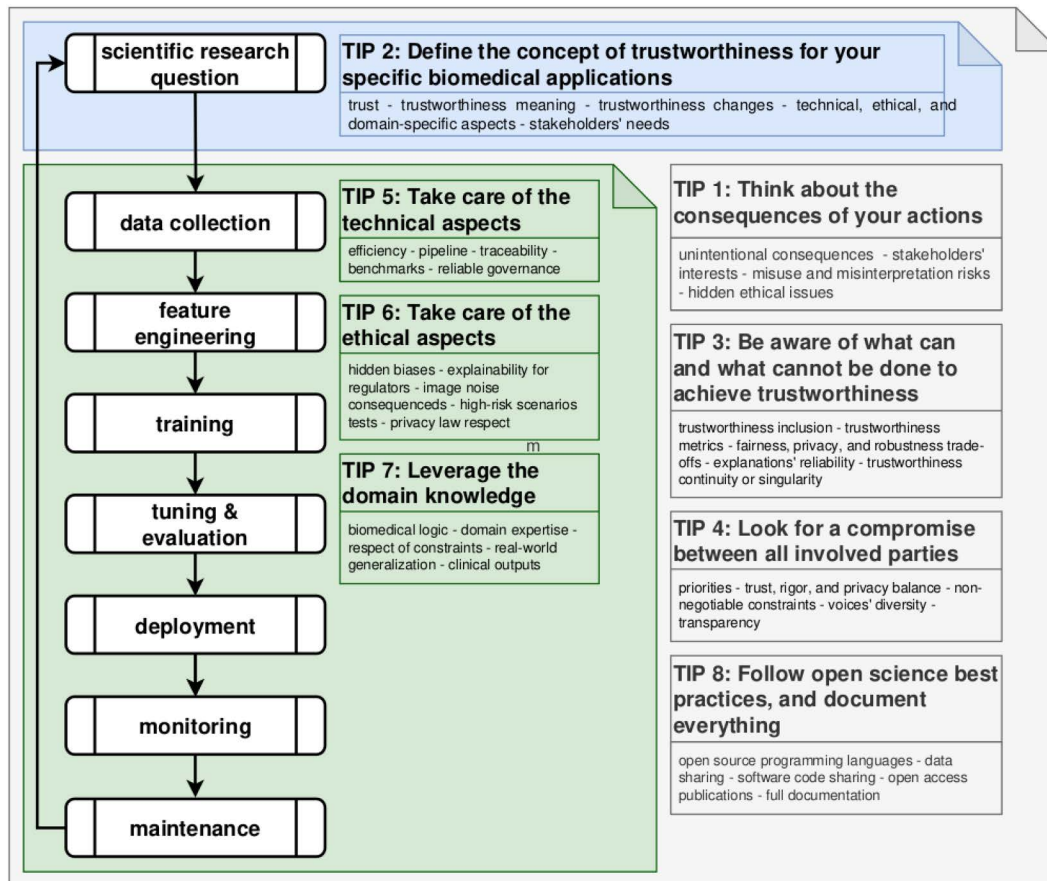 scientific research
question
TIP 2: Define the concept of trustworthiness for your
specific biomedical applications
trust - trustworthiness meaning - trustworthiness changes - technical, ethical, and
domain-specific aspects - stakeholders' needs
data collection
feature
engineering
training
tuning &
evaluation
deployment
monitoring
maintenance
TIP 5: Take care of the
technical aspects
efficiency - pipeline - traceability -
benchmarks - reliable governance
TIP 6: Take care of the
ethical aspects
hidden biases - explainability for
regulators - image noise
consequenceds - high-risk scenarios
tests - privacy law respect
m
TIP 7: Leverage the
domain knowledge
biomedical logic - domain expertise -
respect of constraints - real-world
generalization - clinical outputs
TIP 1: Think about the
consequences of your actions
unintentional consequences - stakeholders'
interests - misuse and misinterpretation risks
- hidden ethical issues
TIP 3: Be aware of what can
and what cannot be done to
achieve trustworthiness
trustworthiness inclusion - trustworthiness
metrics - fairness, privacy, and robustness trade-
offs - explanations' reliability - trustworthiness
continuity or singularity
TIP 4: Look for a compromise
between all involved parties
priorities - trust, rigor, and privacy balance - non-
negotiable constraints - voices' diversity -
transparency
TIP 8: Follow open science best
practices, and document
everything
open source programming languages - data
sharing - software code sharing - open access
publications - full documentation